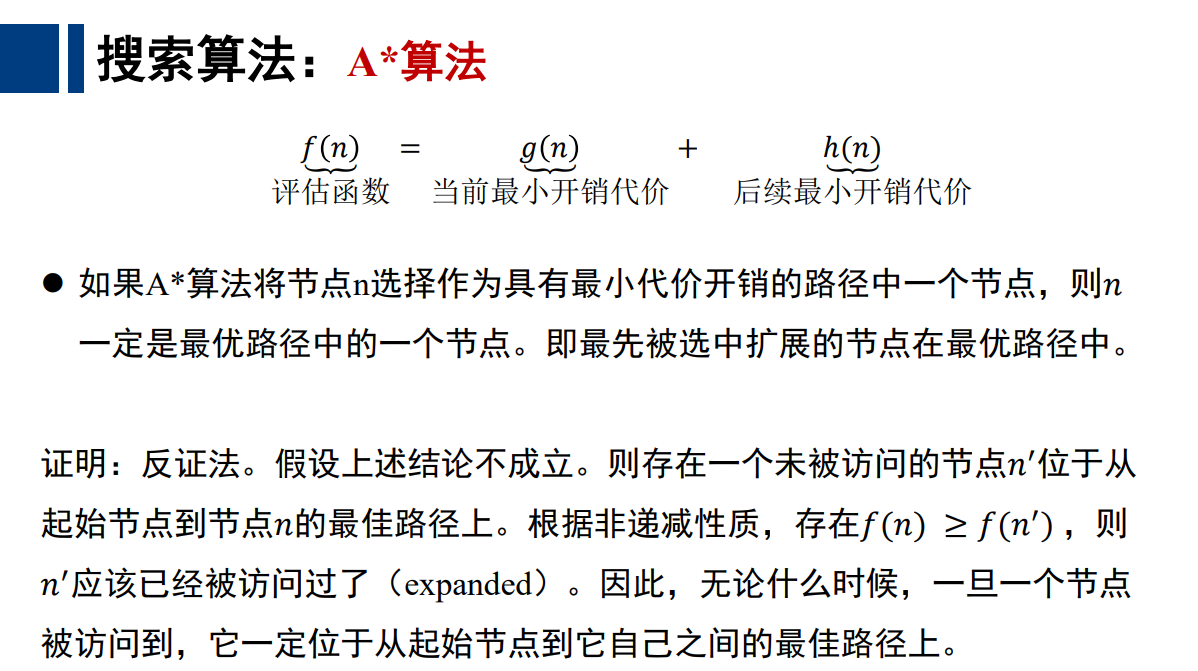 搜索算法：A*算法
f(n) = g(n) + h(n)
评估函数 当前最小开销代价 后续最小开销代价
● 如果A*算法将节点n选择作为具有最小代价开销的路径中一个节点，则n
一定是最优路径中的一个节点。即最先被选中扩展的节点在最优路径中。
证明：反证法。假设上述结论不成立。则存在一个未被访问的节点n′位于从
起始节点到节点n的最佳路径上。根据非递减性质，存在f(n) ≥ f(n′)，则
n′应该已经被访问过了（expanded）。因此，无论什么时候，一旦一个节点
被访问到，它一定位于从起始节点到它自己之间的最佳路径上。